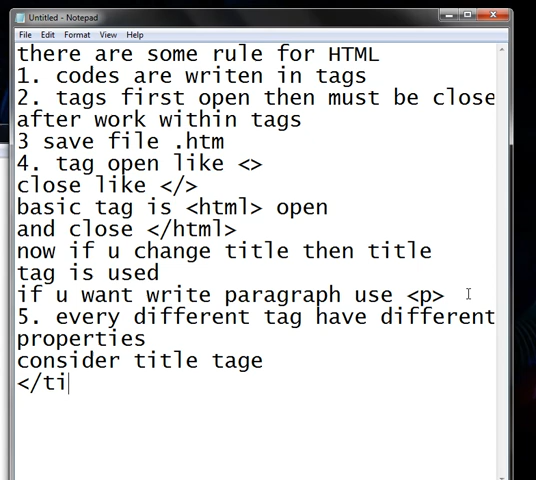 Untitled - Notepad
File Edit Format View Help
there are some rule for HTML
1. codes are writen in tags
2. tags first open then must be close
after work within tags
3 save file .htm
4. tag open like <>
close like </>
basic tag is <html> open
and close </html>
now if u change title then title
tag is used
if u want write paragraph use <p>
5. every different tag have different
properties
consider title tage
</ti